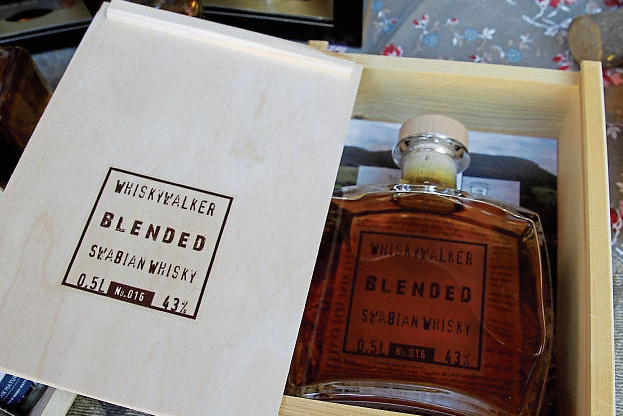 WHISKYWALKER
BLENDED
SWABIAN WHISKY
0,5L No.016 43%
WHISKYWALKER
BLENDED
SWABIAN WHISKY
0,5L No.016 43%